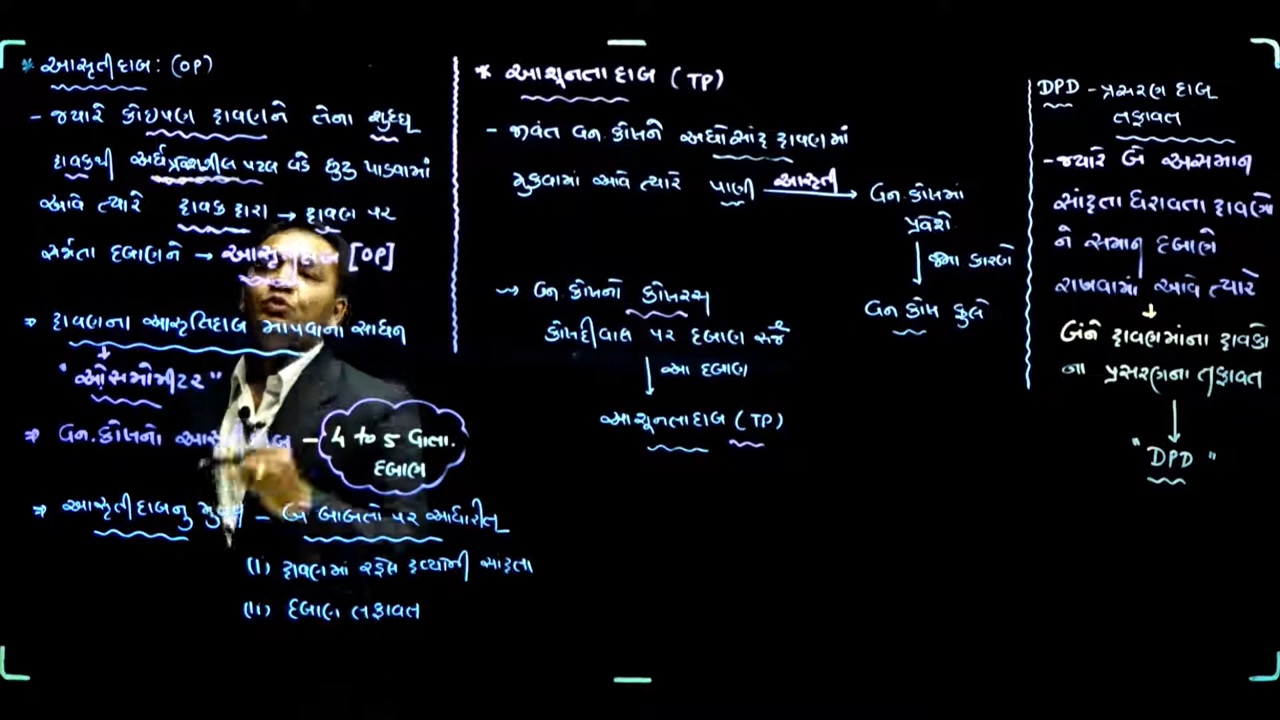 * આસૃતીદાબ: (OP)
- જ્યારે કોઇપણ દ્રાવણને તેના શુધ્ધ
દ્રાવકથી અર્ધપ્રવેશશીલ પટલ વડે છુટુ પાડવામાં
આવે ત્યારે દ્રાવક દ્વારા → દ્રાવણ પર
સર્જાતા દબાણને → [OP]
⇒ દ્રાવણના આસૃતિદાબ માપવાના સાધન
↓
"ઓસમોમીટર"
⇒ વન.કોષનો દાબ - 4 to 5 વાતા.
દબાણ
⇒ આસૃતીદાબનુ મુલ્ય - બે બાબતો પર આધારીત
(i) દ્રાવણમાં રહેલ દ્રવ્યોની સાંદ્રતા
(ii) દબાણ તફાવત
* આશૂનતા દાબ (TP)
- જીવંત વન.કોષને અધોસાંદ્ર દ્રાવણમાં
મુકવામાં આવે ત્યારે પાણી આસૃતી → વન.કોષમાં
પ્રવેશે
↓ જેના કારણે
વન.કોષ ફુલે
→ વન.કોષનો કોષરસ
કોષદીવાલ પર દબાણ સર્જે
↓ આ દબાણ
આશૂનતાદાબ (TP)
DPD - પ્રસરણ દાબ
તફાવત
- જ્યારે બે અસમાન
સાંદ્રતા ધરાવતા દ્રાવણો
ને સમાન દબાણે
રાખવામાં આવે ત્યારે
↓
બંને દ્રાવણમાંના દ્રાવકો
ના પ્રસરણના તફાવત
↓
"DPD"